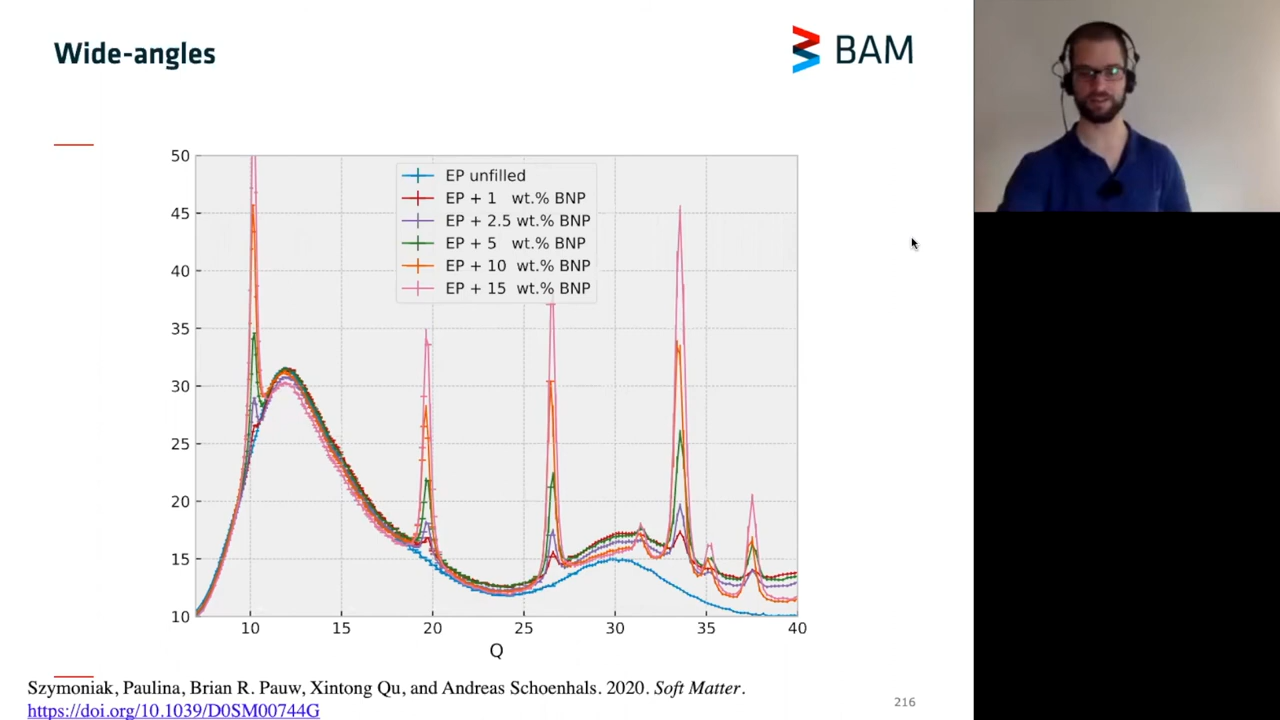 Wide-angles
BAM
50
45
40
35
30
25
20
15
10
EP unfilled
EP + 1 wt.% BNP
EP + 2.5 wt.% BNP
EP + 5 wt.% BNP
EP + 10 wt.% BNP
EP + 15 wt.% BNP
10 15 20 25 30 35 40
Q
Szymoniak, Paulina, Brian R. Pauw, Xintong Qu, and Andreas Schoenhals. 2020. Soft Matter.
https://doi.org/10.1039/D0SM00744G
216